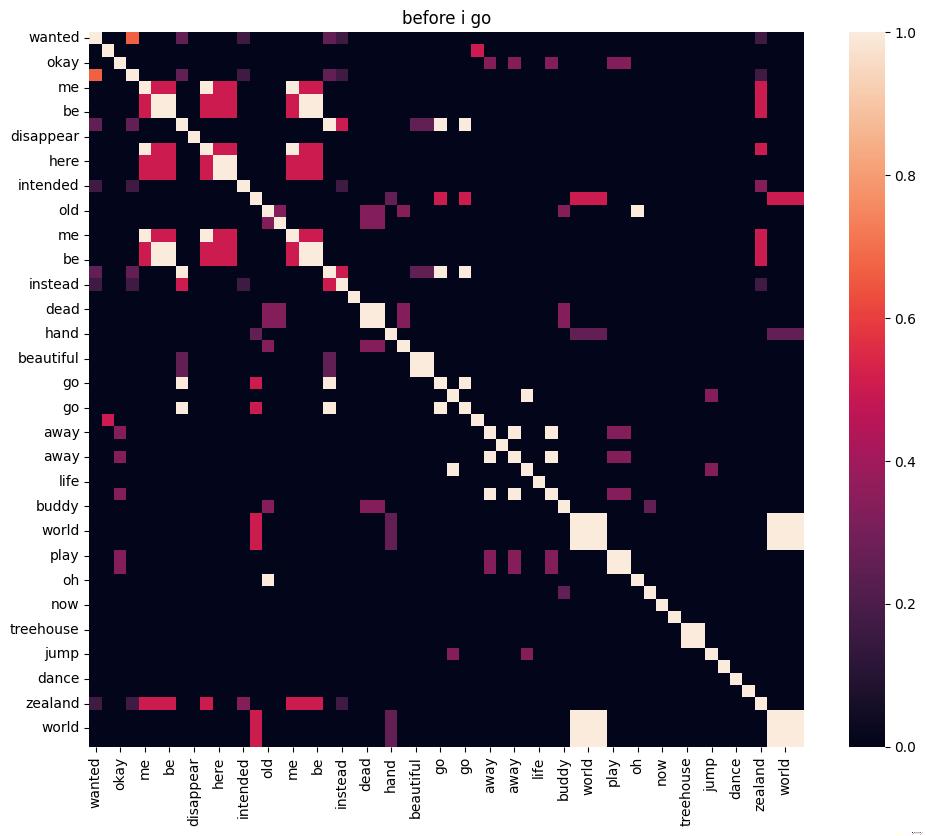 before i go
wanted
okay
me
be
disappear
here
intended
old
me
be
instead
dead
hand
beautiful
go
go
away
away
life
buddy
world
play
oh
now
treehouse
jump
dance
zealand
world
wanted
okay
me
be
disappear
here
intended
old
me
be
instead
dead
hand
beautiful
go
go
away
away
life
buddy
world
play
oh
now
treehouse
jump
dance
zealand
world
1.0
0.8
0.6
0.4
0.2
0.0